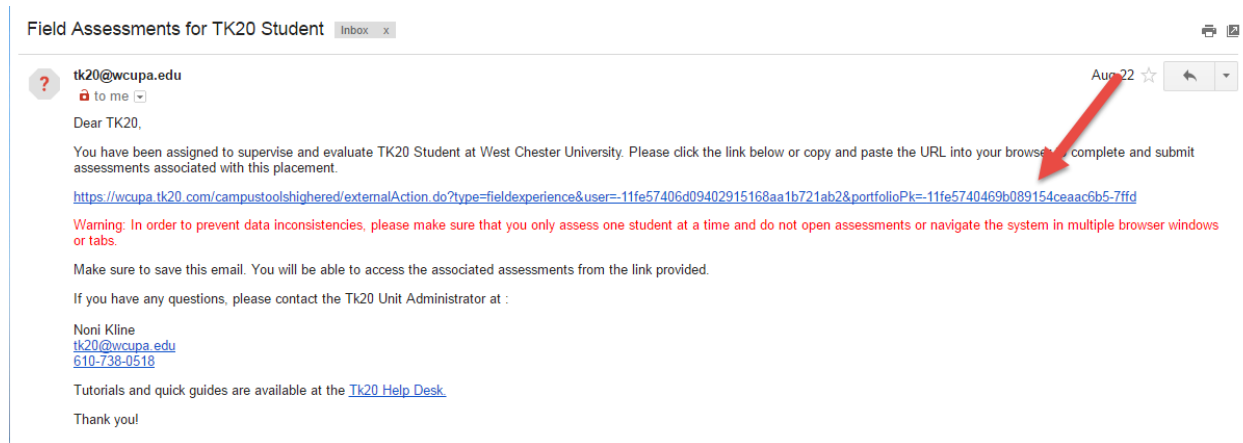 Field Assessments for TK20 Student Inbox x
? tk20@wcupa.edu Aug 22
to me
Dear TK20,
You have been assigned to supervise and evaluate TK20 Student at West Chester University. Please click the link below or copy and paste the URL into your browser complete and submit
assessments associated with this placement.
https://wcupa.tk20.com/campustoolshighered/externalAction.do?type=fieldexperience&user=-11fe57406d09402915168aa1b721ab2&portfolioPk=-11fe5740469b089154ceaac6b5-7ffd
Warning: In order to prevent data inconsistencies, please make sure that you only assess one student at a time and do not open assessments or navigate the system in multiple browser windows
or tabs.
Make sure to save this email. You will be able to access the associated assessments from the link provided.
If you have any questions, please contact the Tk20 Unit Administrator at :
Noni Kline
tk20@wcupa.edu
610-738-0518
Tutorials and quick guides are available at the Tk20 Help Desk.
Thank you!